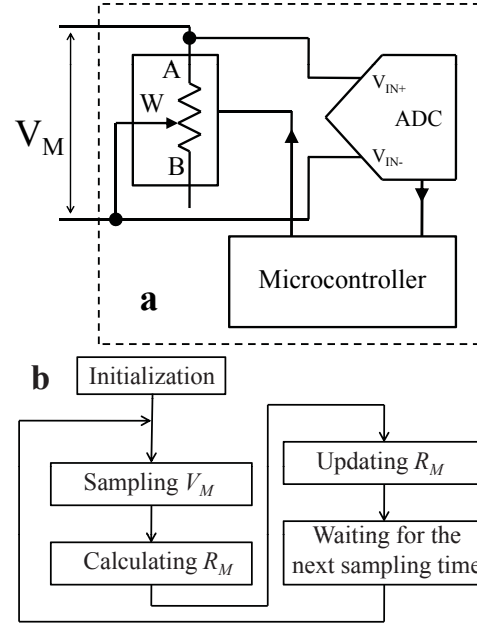 A
W
B
V_M
V_IN+
ADC
V_IN-
Microcontroller
a
b
Initialization
Sampling V_M
Calculating R_M
Updating R_M
Waiting for the
next sampling time